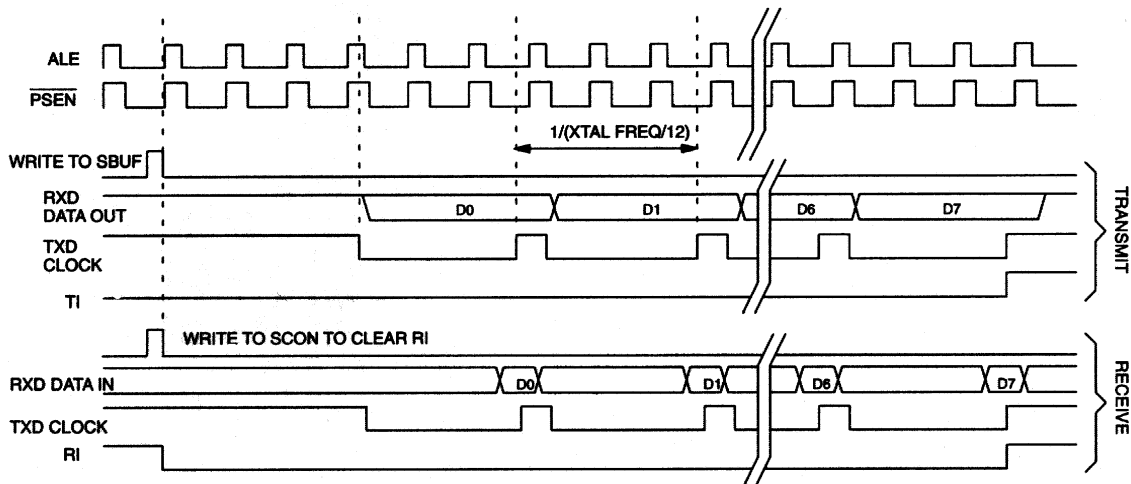 ALE
PSEN
1/(XTAL FREQ/12)
WRITE TO SBUF
RXD
DATA OUT
D0
D1
D6
D7
TXD
CLOCK
TI
TRANSMIT
WRITE TO SCON TO CLEAR RI
RXD DATA IN
D0
D1
D6
D7
TXD CLOCK
RI
RECEIVE